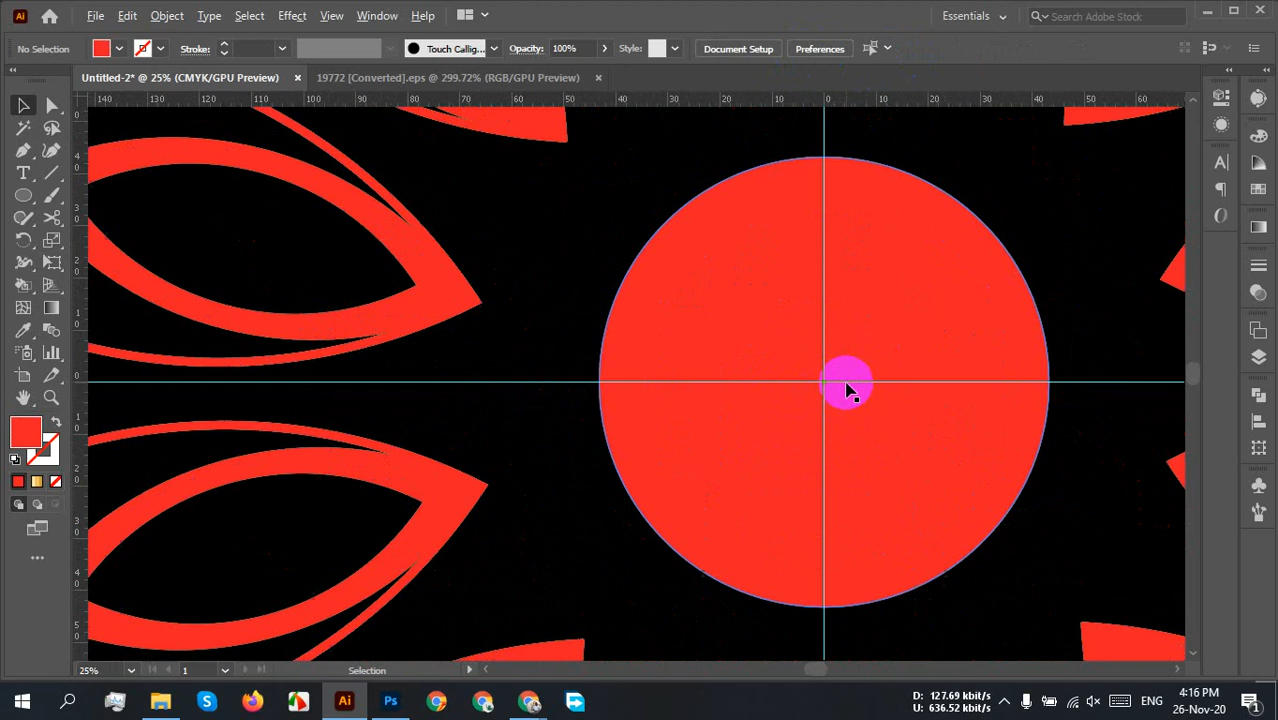 Ai File Edit Object Type Select Effect View Window Help Essentials Search Adobe Stock
No Selection Stroke: Touch Callig... Opacity: 100% Style: Document Setup Preferences
Untitled-2* @ 25% (CMYK/GPU Preview) × 19772 [Converted].eps @ 299.72% (RGB/GPU Preview) ×
140 130 120 110 100 90 80 70 60 50 40 30 20 10 0 10 20 30 40 50 60
25% 1 Selection
Ai Ps D: 127.69 kbit/s ENG 4:16 PM
U: 636.52 kbit/s 26-Nov-20 1